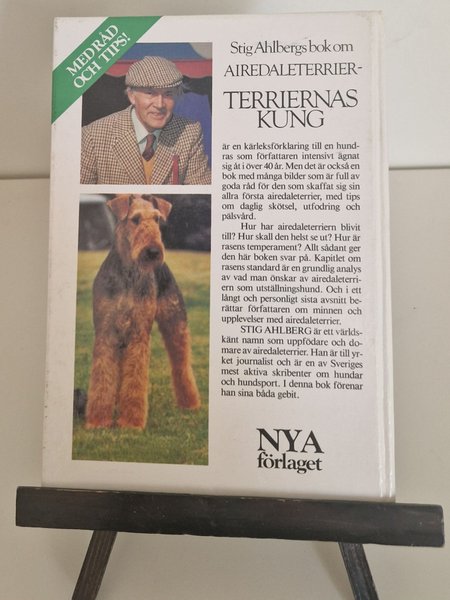 MED RÅD
OCH TIPS!
Stig Ahlbergs bok om
AIREDALETERRIER-
TERRIERNAS
KUNG
är en kärleksförklaring till en hund-
ras som författaren intensivt ägnat
sig åt i över 40 år. Men det är också en
bok med många bilder som är full av
goda råd för den som skaffat sig sin
allra första airedaleterrier, med tips
om daglig skötsel, utfodring och
pälsvård.
Hur har airedaleterriern blivit
till? Hur skall den helst se ut? Hur är
rasens temperament? Allt sådant ger
den här boken svar på. Kapitlet om
rasens standard är en grundlig analys
av vad man önskar av airedaleterri-
ern som utställningshund. Och i ett
långt och personligt sista avsnitt be-
rättar författaren om minnen och
upplevelser med airedaleterrier.
STIG AHLBERG är ett världs-
känt namn som uppfödare och do-
mare av airedaleterrier. Han är till yr-
ket journalist och är en av Sveriges
mest aktiva skribenter om hundar
och hundsport. I denna bok förenar
han sina båda gebit.
NYA
förlaget